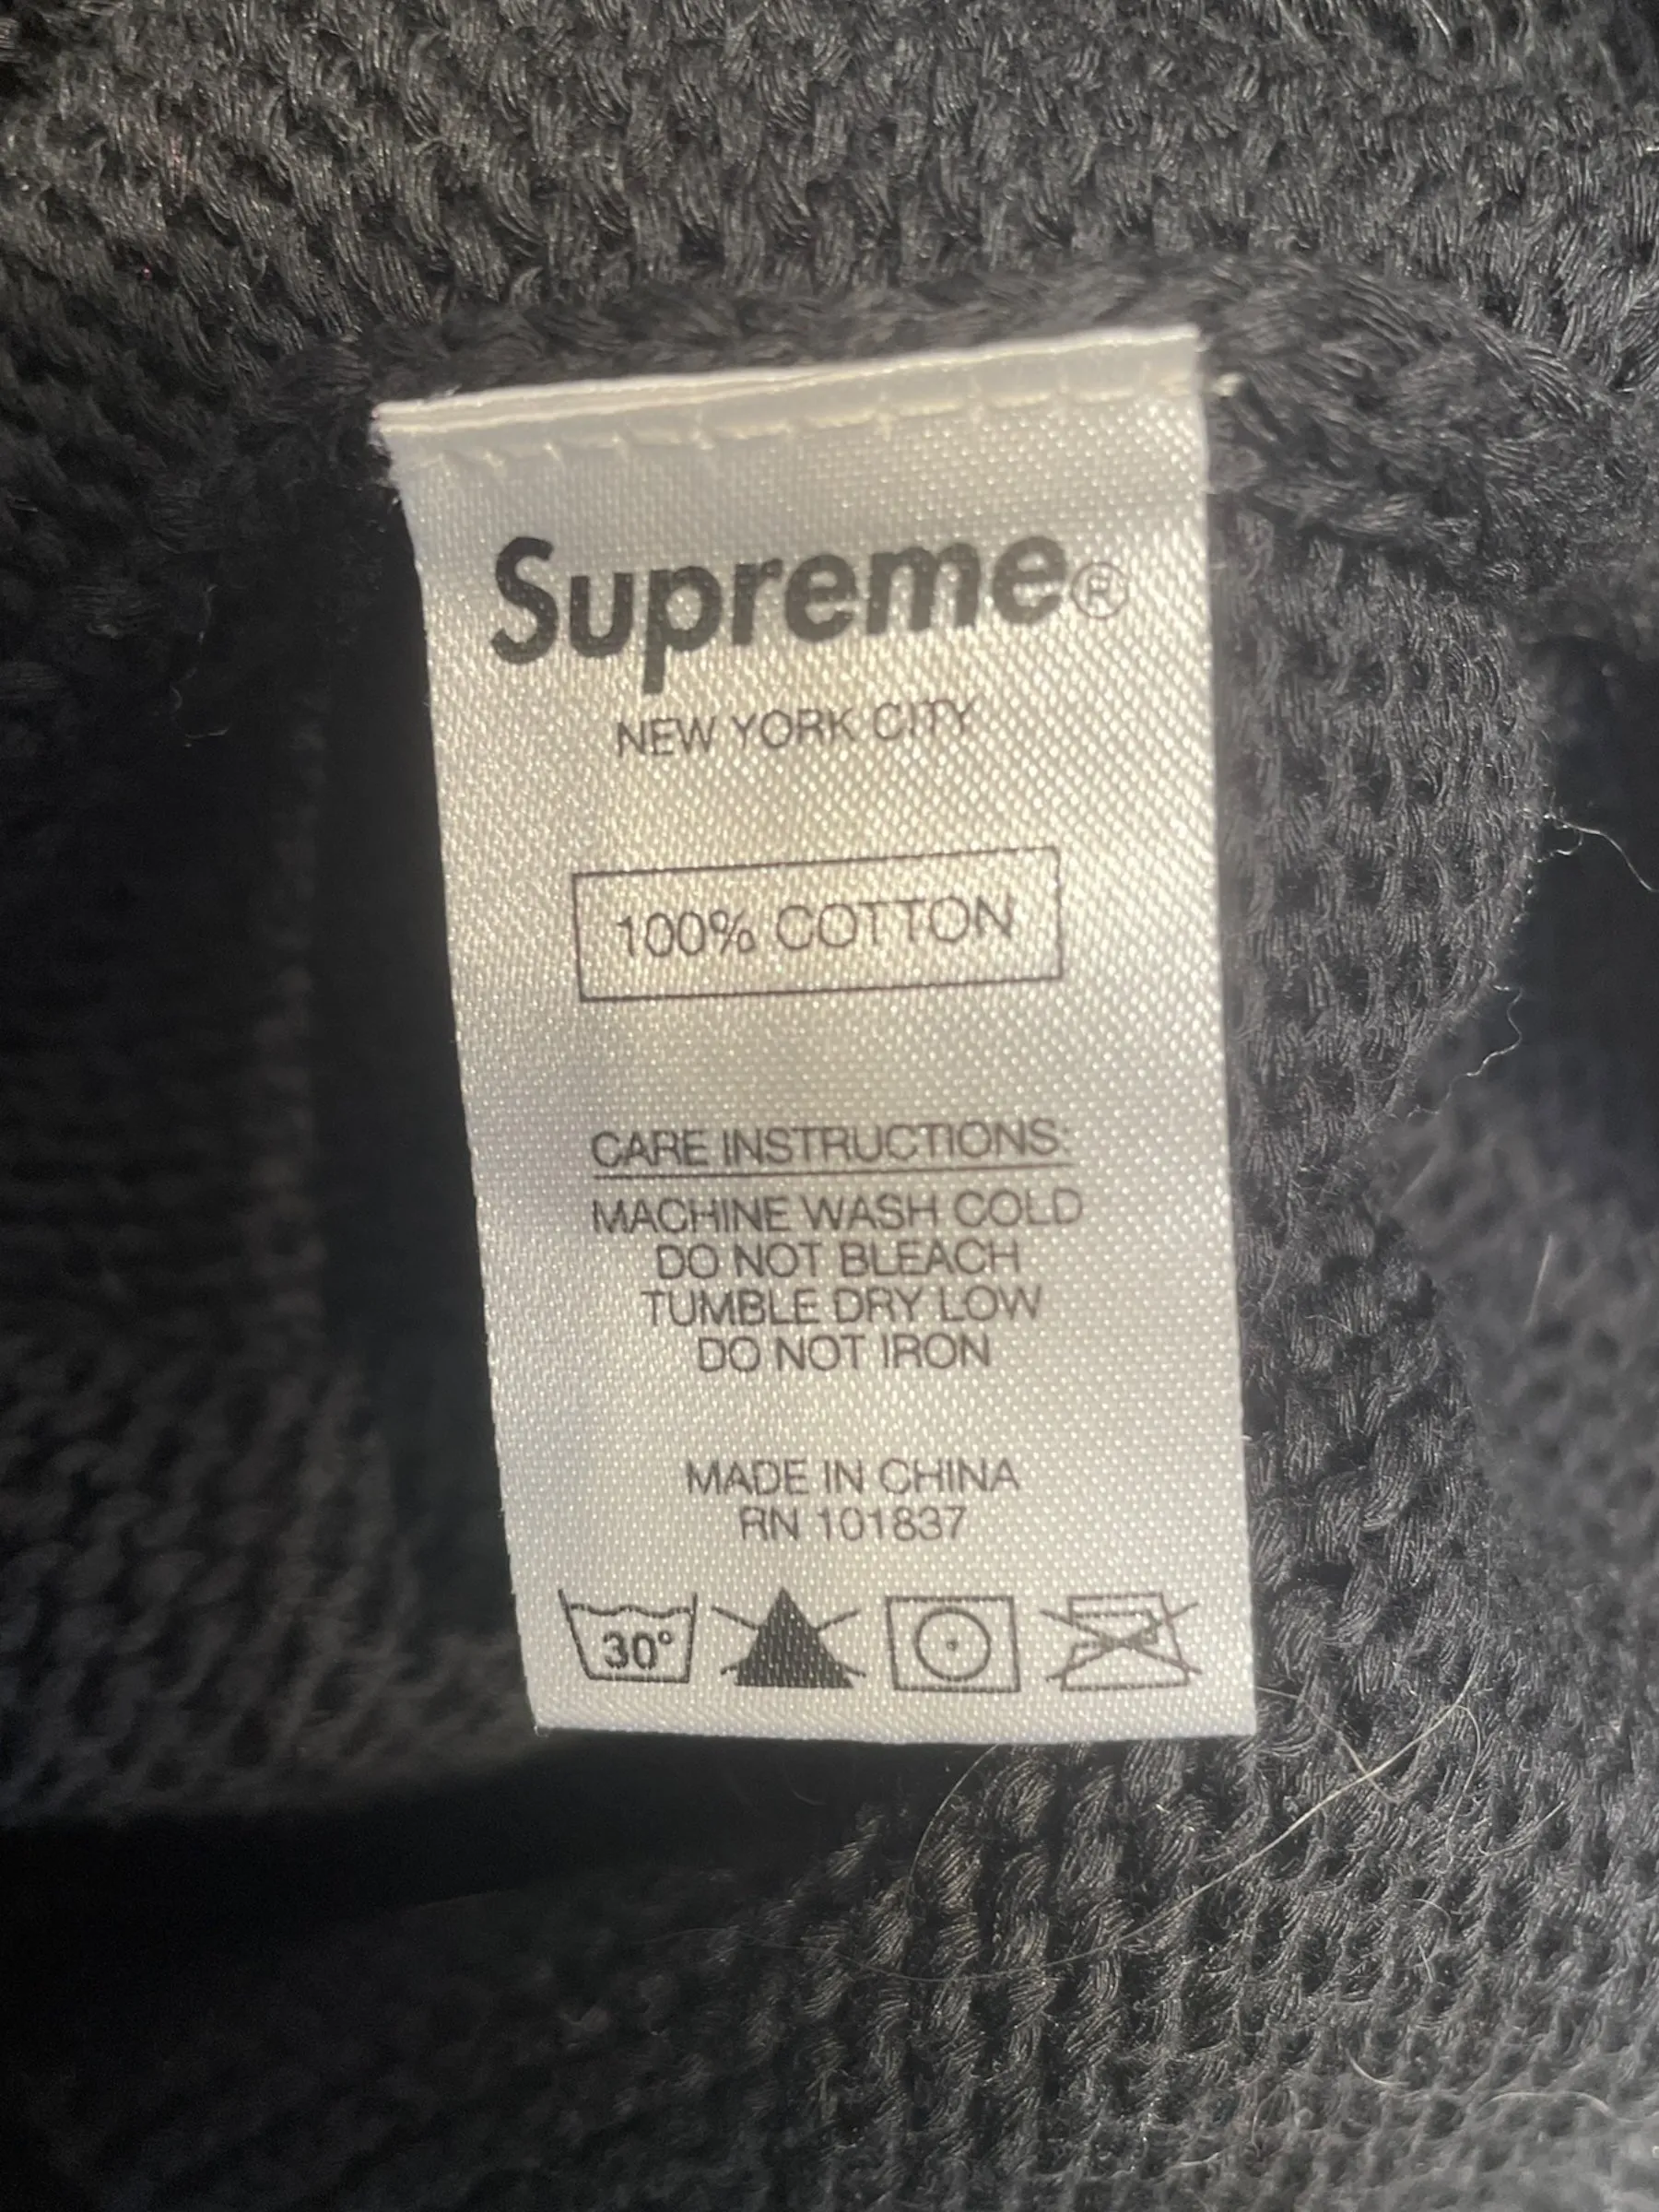 Supreme®
NEW YORK CITY
100% COTTON
CARE INSTRUCTIONS:
MACHINE WASH COLD
DO NOT BLEACH
TUMBLE DRY LOW
DO NOT IRON
MADE IN CHINA
RN 101837
30°